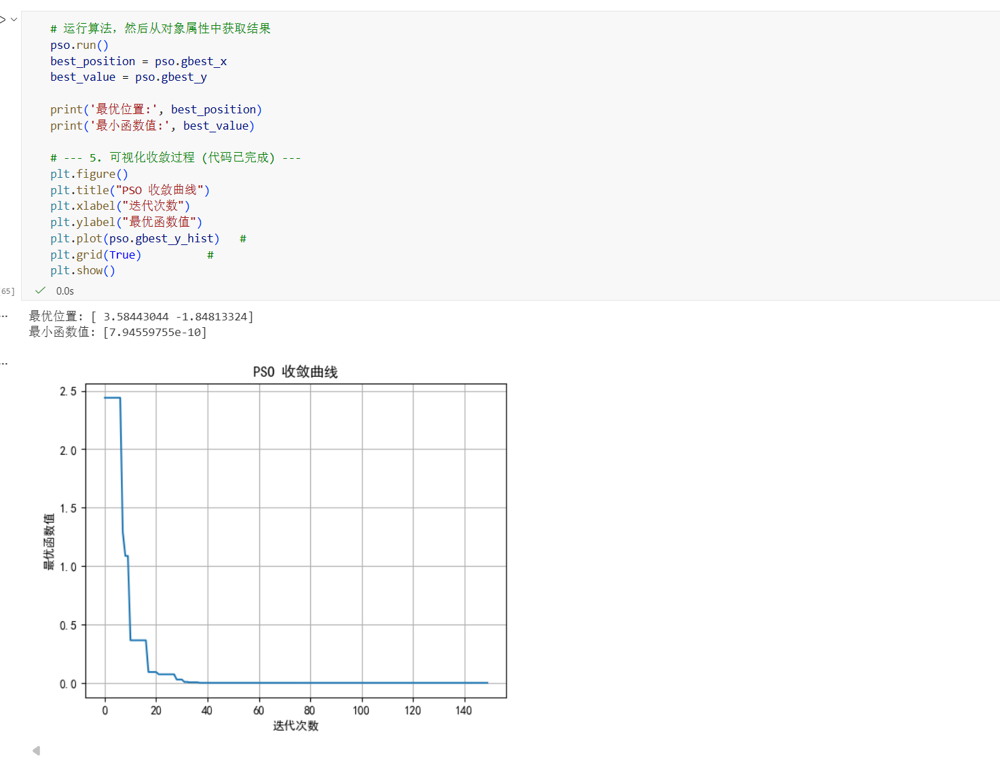 # 运行算法，然后从对象属性中获取结果
pso.run()
best_position = pso.gbest_x
best_value = pso.gbest_y
print('最优位置:', best_position)
print('最小函数值:', best_value)
# --- 5. 可视化收敛过程 (代码已完成) ---
plt.figure()
plt.title("PSO 收敛曲线")
plt.xlabel("迭代次数")
plt.ylabel("最优函数值")
plt.plot(pso.gbest_y_hist)   #
plt.grid(True)          #
plt.show()
65]
0.0s
...
最优位置: [ 3.58443044 -1.84813324]
最小函数值: [7.94559755e-10]
...
PSO 收敛曲线
2.5
2.0
1.5
1.0
0.5
0.0
最优函数值
0 20 40 60 80 100 120 140
迭代次数